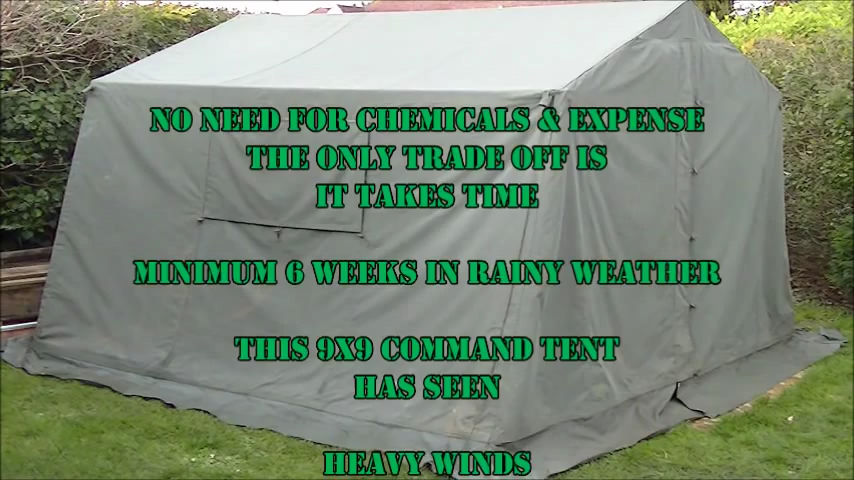 NO NEED FOR CHEMICALS & EXPENSE
THE ONLY TRADE OFF IS
IT TAKES TIME
MINIMUM 6 WEEKS IN RAINY WEATHER
THIS 9X9 COMMAND TENT
HAS SEEN
HEAVY WINDS